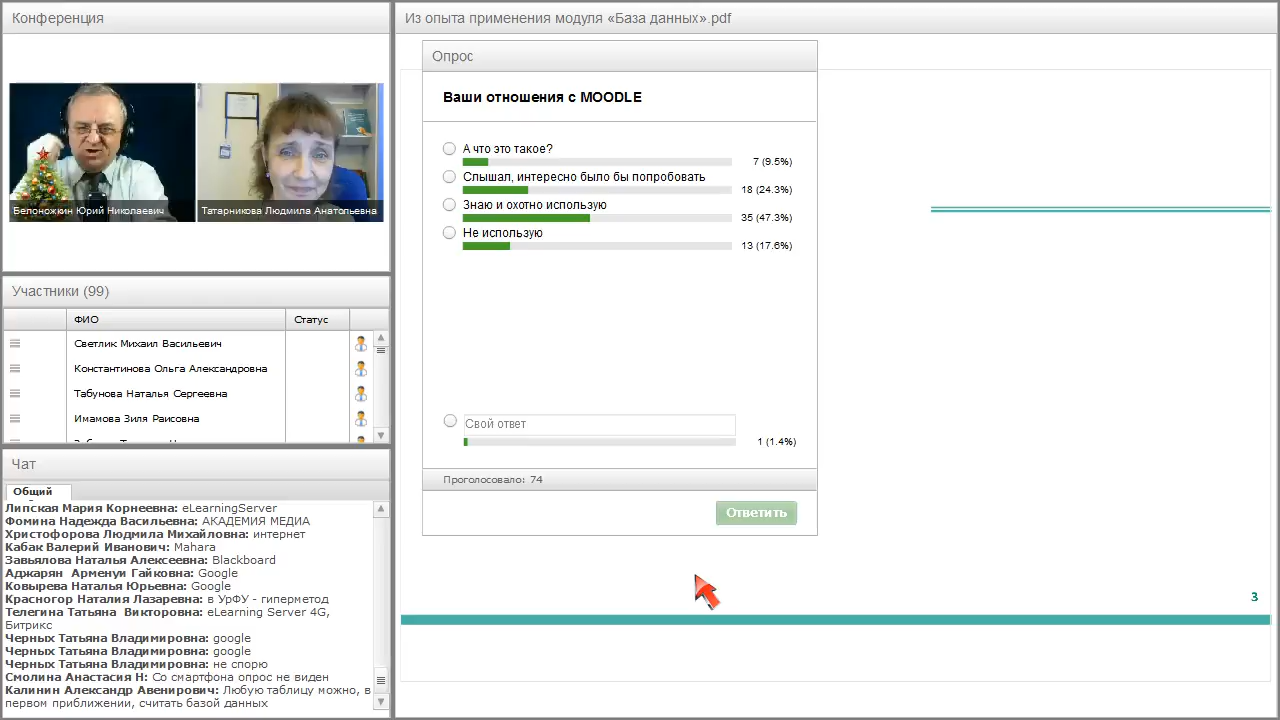 Конференция
Белоножкин Юрий Николаевич
Татарникова Людмила Анатольевна
Участники (99)
ФИО
Статус
Светлик Михаил Васильевич
Константинова Ольга Александровна
Табунова Наталья Сергеевна
Имамова Зиля Раисовна
Чат
Общий
Липская Мария Корнеевна: eLearningServer
Фомина Надежда Васильевна: АКАДЕМИЯ МЕДИА
Христофорова Людмила Михайловна: интернет
Кабак Валерий Иванович: Mahara
Завьялова Наталья Алексеевна: Blackboard
Аджарян Арменуи Гайковна: Google
Ковырева Наталья Юрьевна: Google
Красногор Наталия Лазаревна: в УрФУ - гиперметод
Телегина Татьяна Викторовна: eLearning Server 4G,
Битрикс
Черных Татьяна Владимировна: google
Черных Татьяна Владимировна: google
Черных Татьяна Владимировна: не спорю
Смолина Анастасия Н: Со смартфона опрос не виден
Калинин Александр Авенирович: Любую таблицу можно, в
первом приближении, считать базой данных
Из опыта применения модуля «База данных».pdf
Опрос
Ваши отношения с MOODLE
А что это такое?
7 (9.5%)
Слышал, интересно было бы попробовать
18 (24.3%)
Знаю и охотно использую
35 (47.3%)
Не использую
13 (17.6%)
Свой ответ
1 (1.4%)
Проголосовало: 74
Ответить
3